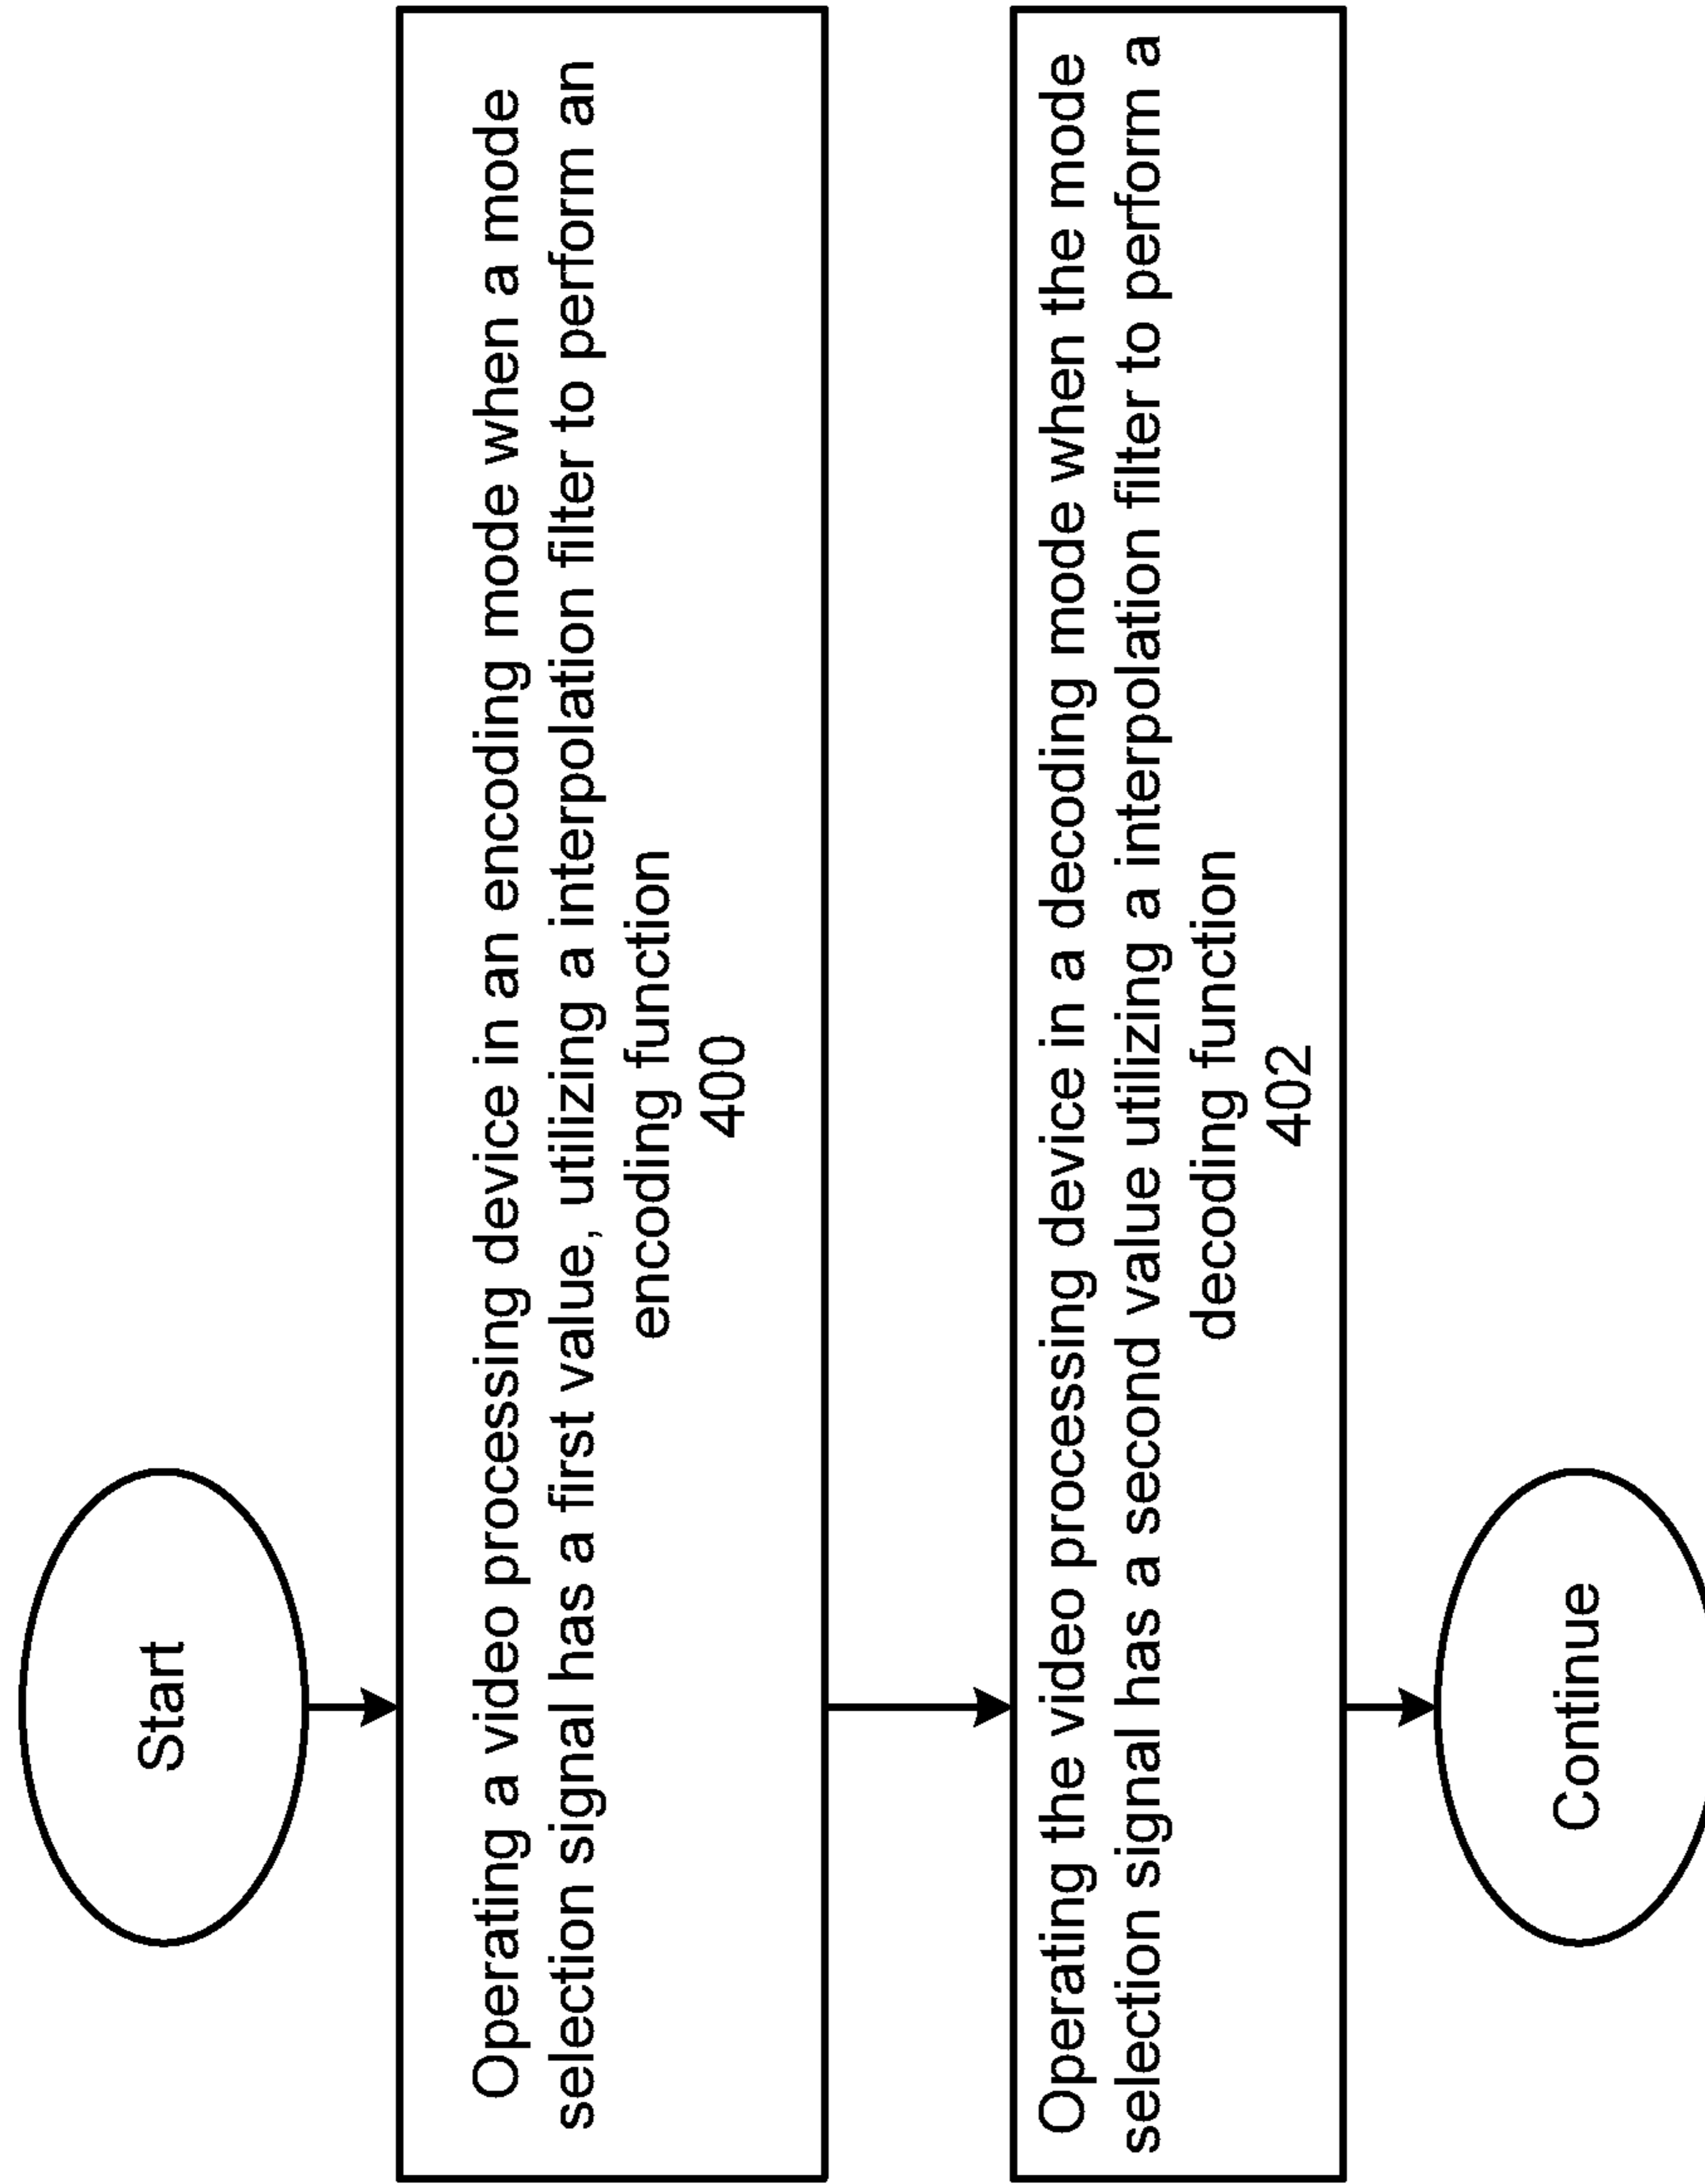 Start
Operating a video processing device in an encoding mode when a mode
selection signal has a first value, utilizing a interpolation filter to perform an
encoding function
400
Operating the video processing device in a decoding mode when the mode
selection signal has a second value utilizing a interpolation filter to perform a
decoding function
402
Continue